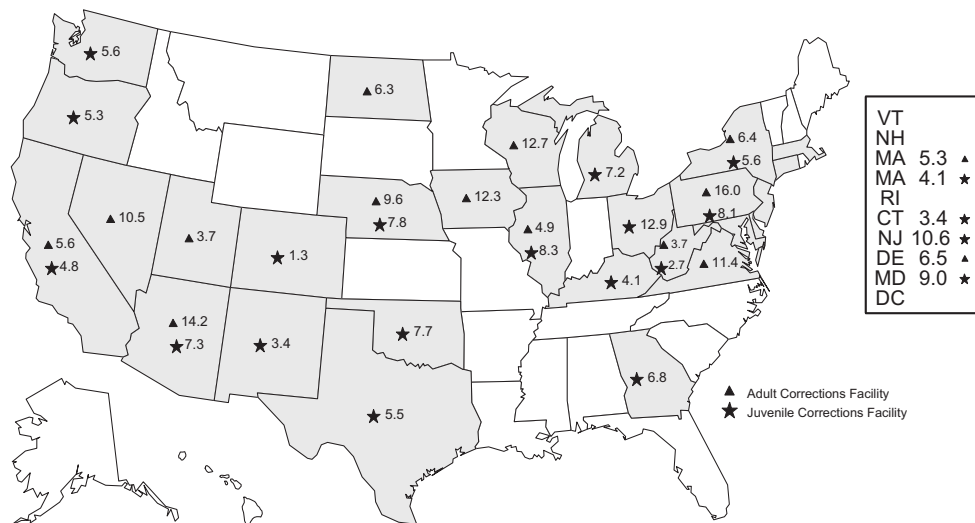 5.6
5.3
6.3
12.7
7.2
6.4
5.6
16.0
8.1
9.6
7.8
12.3
4.9
8.3
12.9
3.7
2.7
11.4
10.5
3.7
5.6
4.8
1.3
4.1
14.2
7.3
3.4
7.7
6.8
5.5
VT
NH
MA 5.3 ▲
MA 4.1 ★
RI
CT 3.4 ★
NJ 10.6 ★
DE 6.5 ▲
MD 9.0 ★
DC
▲ Adult Corrections Facility
★ Juvenile Corrections Facility